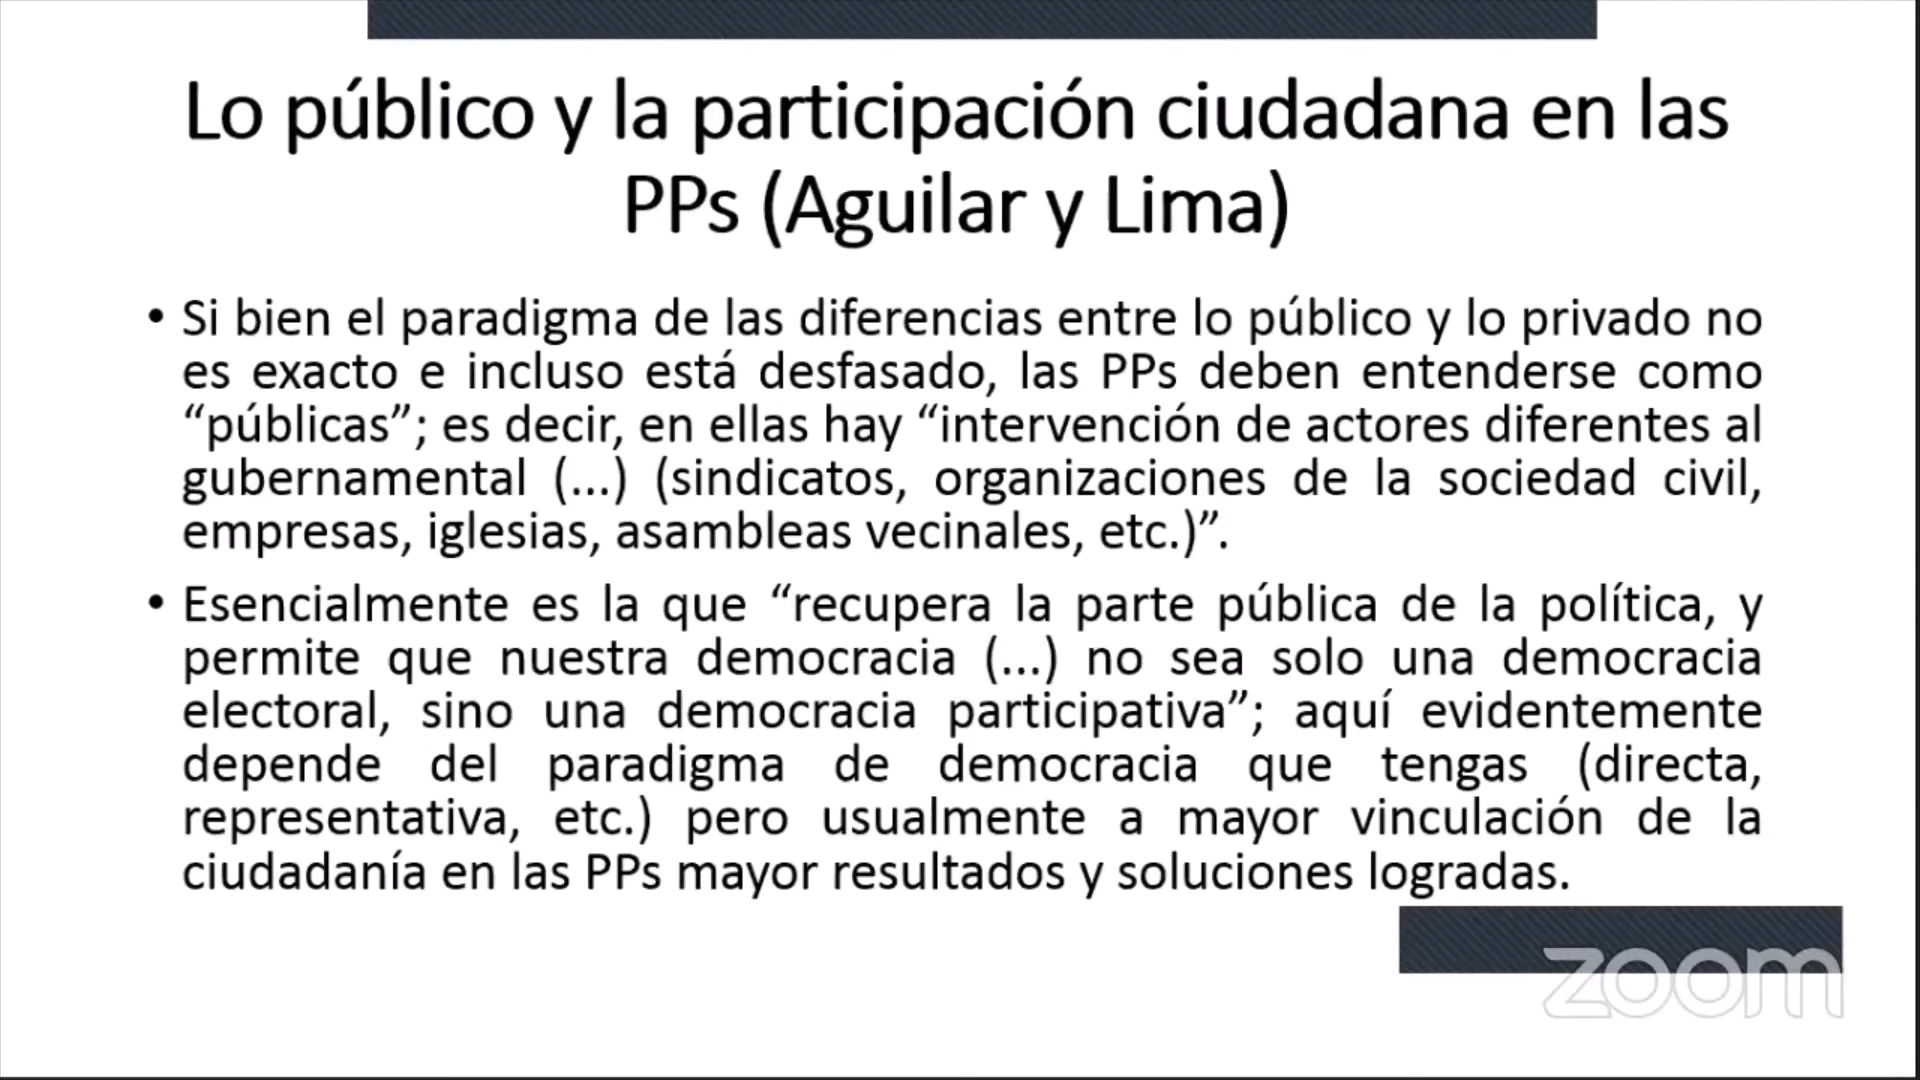 Lo público y la participación ciudadana en las
PPs (Aguilar y Lima)
• Si bien el paradigma de las diferencias entre lo público y lo privado no
es exacto e incluso está desfasado, las PPs deben entenderse como
“públicas”; es decir, en ellas hay “intervención de actores diferentes al
gubernamental (...) (sindicatos, organizaciones de la sociedad civil,
empresas, iglesias, asambleas vecinales, etc.)”.
• Esencialmente es la que “recupera la parte pública de la política, y
permite que nuestra democracia (...) no sea solo una democracia
electoral, sino una democracia participativa”; aquí evidentemente
depende del paradigma de democracia que tengas (directa,
representativa, etc.) pero usualmente a mayor vinculación de la
ciudadanía en las PPs mayor resultados y soluciones logradas.
zoom